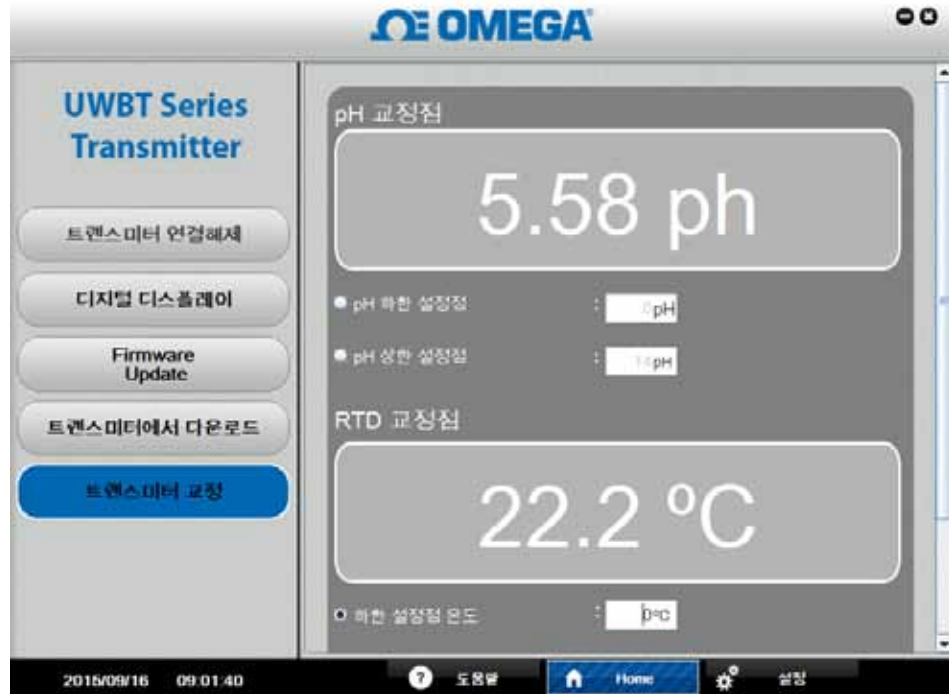 OMEGA
UWBT Series
Transmitter
트랜스미터 연결해제
디지털 디스플레이
Firmware
Update
트랜스미터에서 다운로드
트랜스미터 교정
pH 교정점
5.58 ph
pH 하한 설정점 : 0pH
pH 상한 설정점 : 14pH
RTD 교정점
22.2 ºC
하한 설정점 온도 : 0ºC
2015/09/16 09:01:40
? 도움말
Home
설정